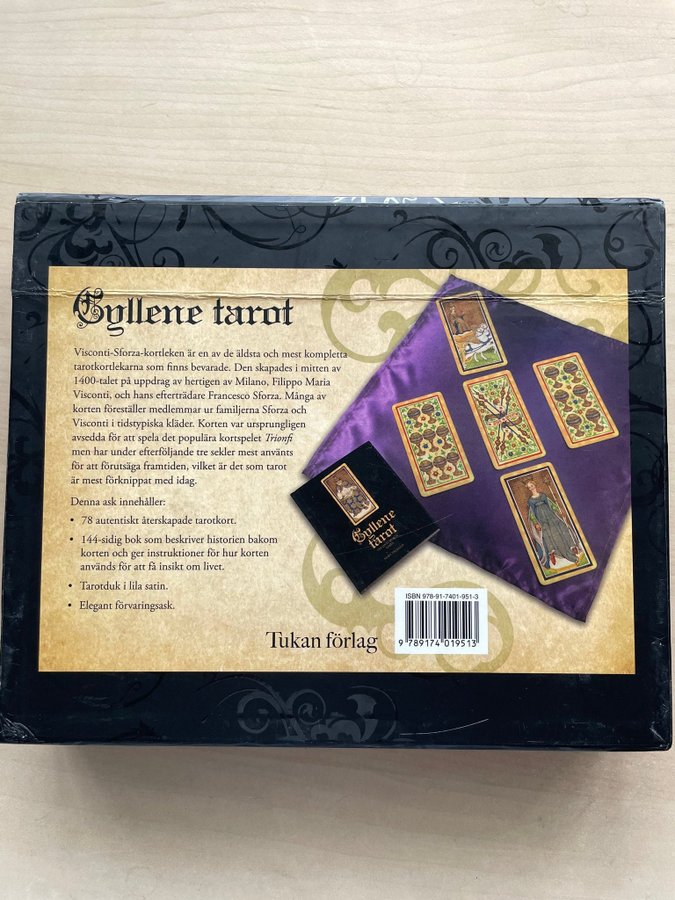 Gyllene tarot
Visconti-Sforza-kortleken är en av de äldsta och mest kompletta
tarotkortlekarna som finns bevarade. Den skapades i mitten av
1400-talet på uppdrag av hertigen av Milano, Filippo Maria
Visconti, och hans efterträdare Francesco Sforza. Många av
korten föreställer medlemmar ur familjerna Sforza och
Visconti i tidstypiska kläder. Korten var ursprungligen
avsedda för att spela det populära kortspelet Trionfi
men har under efterföljande tre sekler mest använts
för att förutsäga framtiden, vilket är det som tarot
är mest förknippat med idag.
Denna ask innehåller:
• 78 autentiskt återskapade tarotkort.
• 144-sidig bok som beskriver historien bakom
korten och ger instruktioner för hur korten
används för att få insikt om livet.
• Tarotduk i lila satin.
• Elegant förvaringsask.
Gyllene
tarot
Tukan förlag
ISBN 978-91-7401-951-3
9 789174 019513